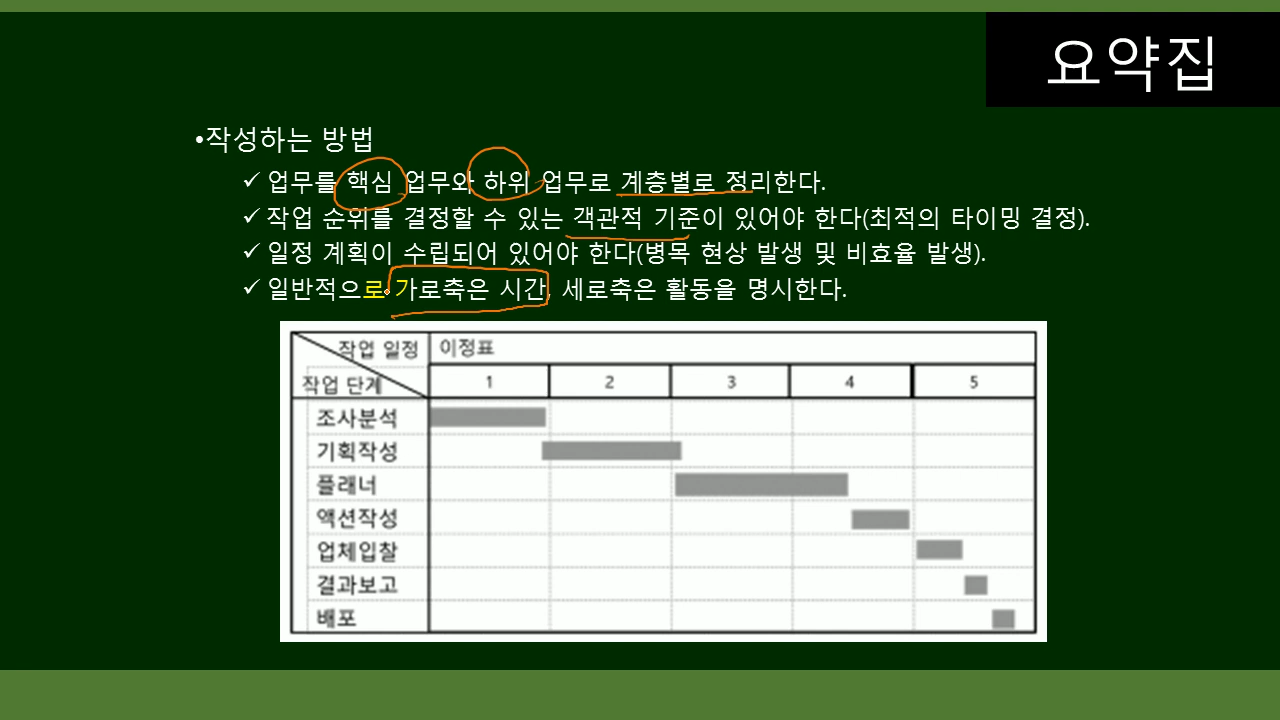 요약집
•작성하는 방법
✓ 업무를 핵심 업무와 하위 업무로 계층별로 정리한다.
✓ 작업 순위를 결정할 수 있는 객관적 기준이 있어야 한다(최적의 타이밍 결정).
✓ 일정 계획이 수립되어 있어야 한다(병목 현상 발생 및 비효율 발생).
✓ 일반적으로 가로축은 시간, 세로축은 활동을 명시한다.
작업 일정 이정표
작업 단계 1 2 3 4 5
조사분석
기획작성
플래너
액션작성
업체입찰
결과보고
배포